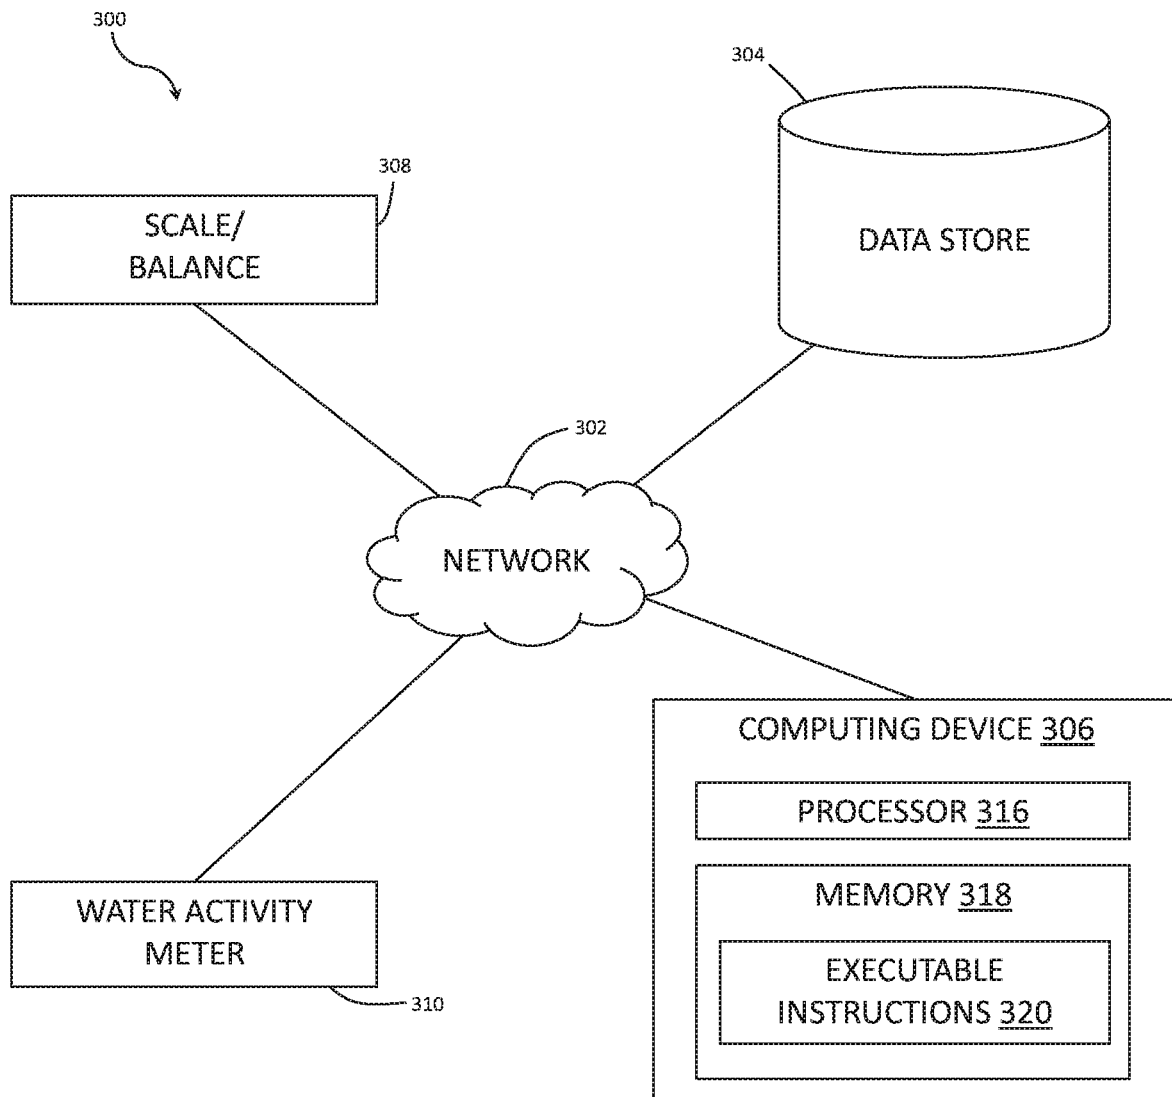 300
304
308
SCALE/
BALANCE
DATA STORE
302
NETWORK
COMPUTING DEVICE 306
PROCESSOR 316
WATER ACTIVITY
METER
MEMORY 318
EXECUTABLE
INSTRUCTIONS 320
310